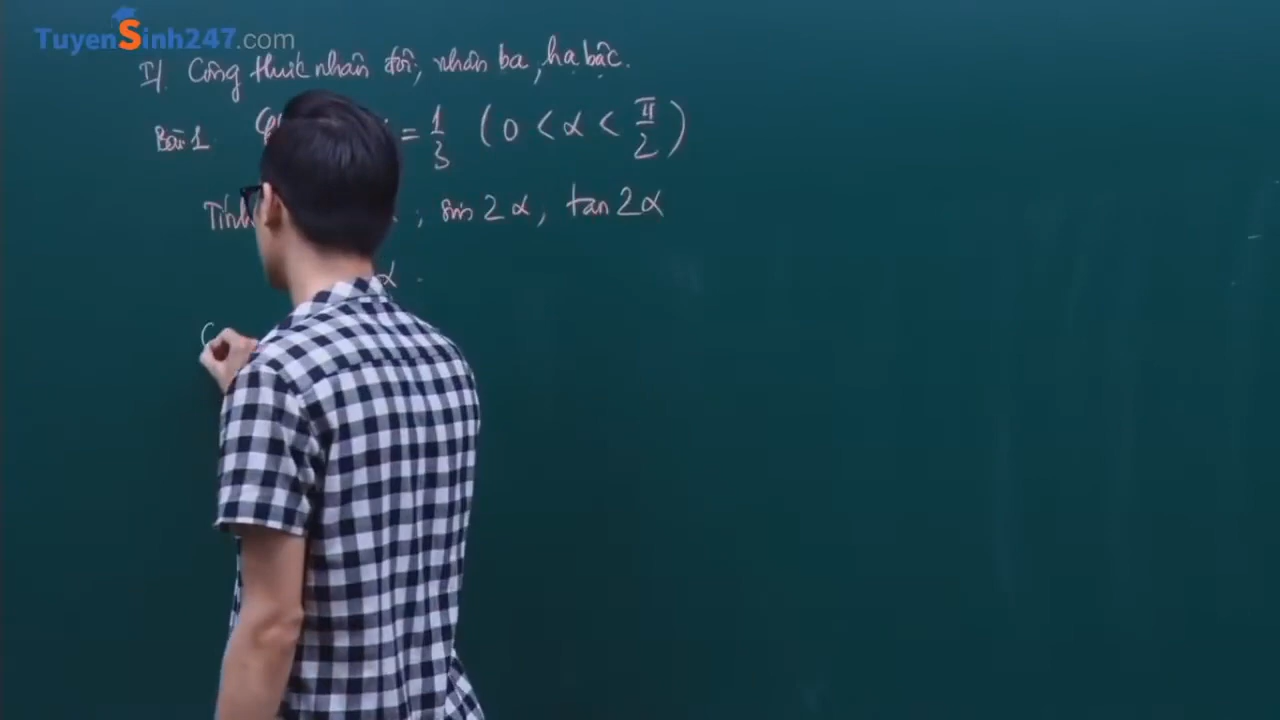 TuyenSinh247.com
II. Công thức nhân đôi, nhân ba, hạ bậc.
Bài 1 = 1/3 (0 < α < π/2)
Tính ; sin 2α, tan 2α
α